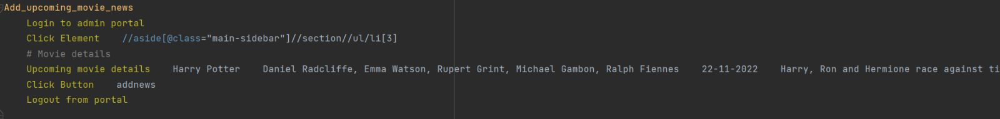 Add_upcoming_movie_news
Login to admin portal
Click Element    //aside[@class="main-sidebar"]//section//ul/li[3]
# Movie details
Upcoming movie details    Harry Potter    Daniel Radcliffe, Emma Watson, Rupert Grint, Michael Gambon, Ralph Fiennes    22-11-2022    Harry, Ron and Hermione race against ti
Click Button    addnews
Logout from portal